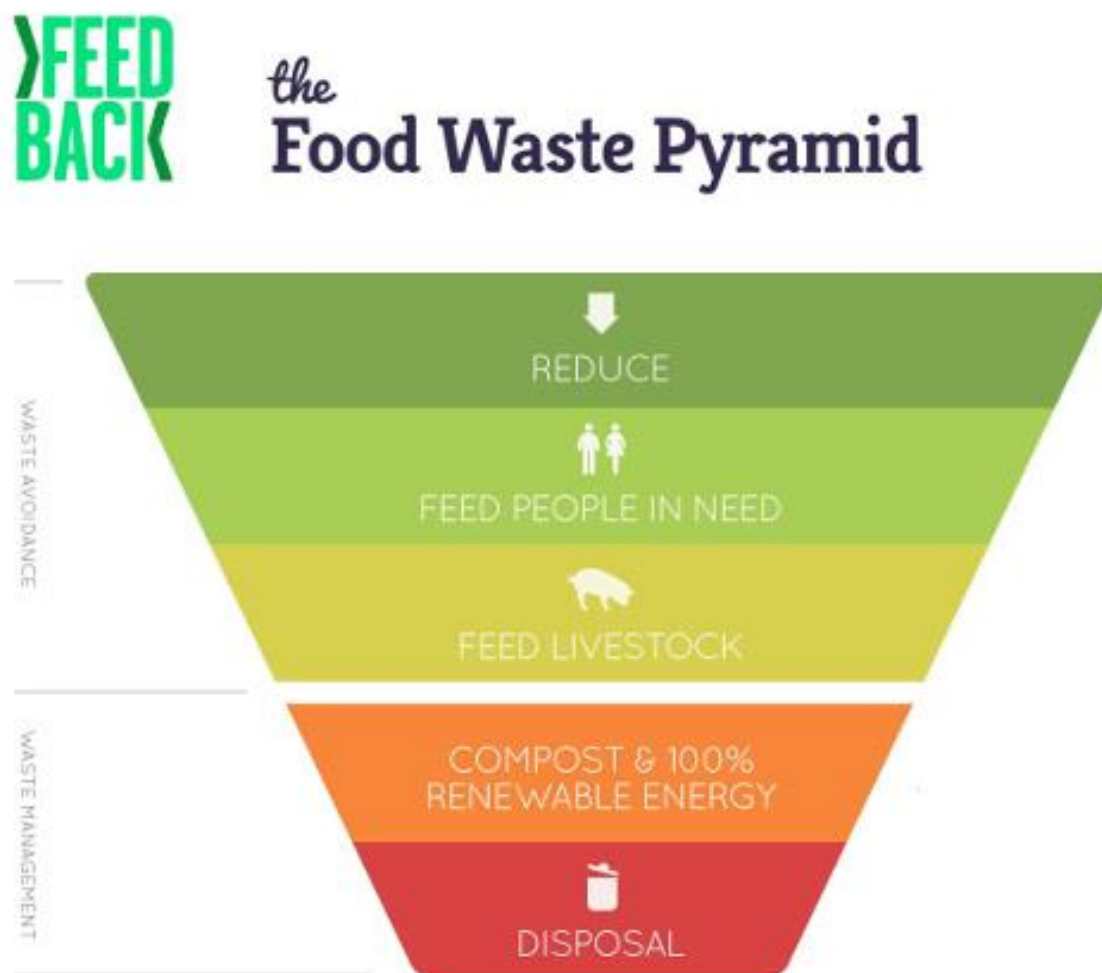 FEED
BACK
the
Food Waste Pyramid
WASTE AVOIDANCE
REDUCE
FEED PEOPLE IN NEED
FEED LIVESTOCK
WASTE MANAGEMENT
COMPOST & 100%
RENEWABLE ENERGY
DISPOSAL